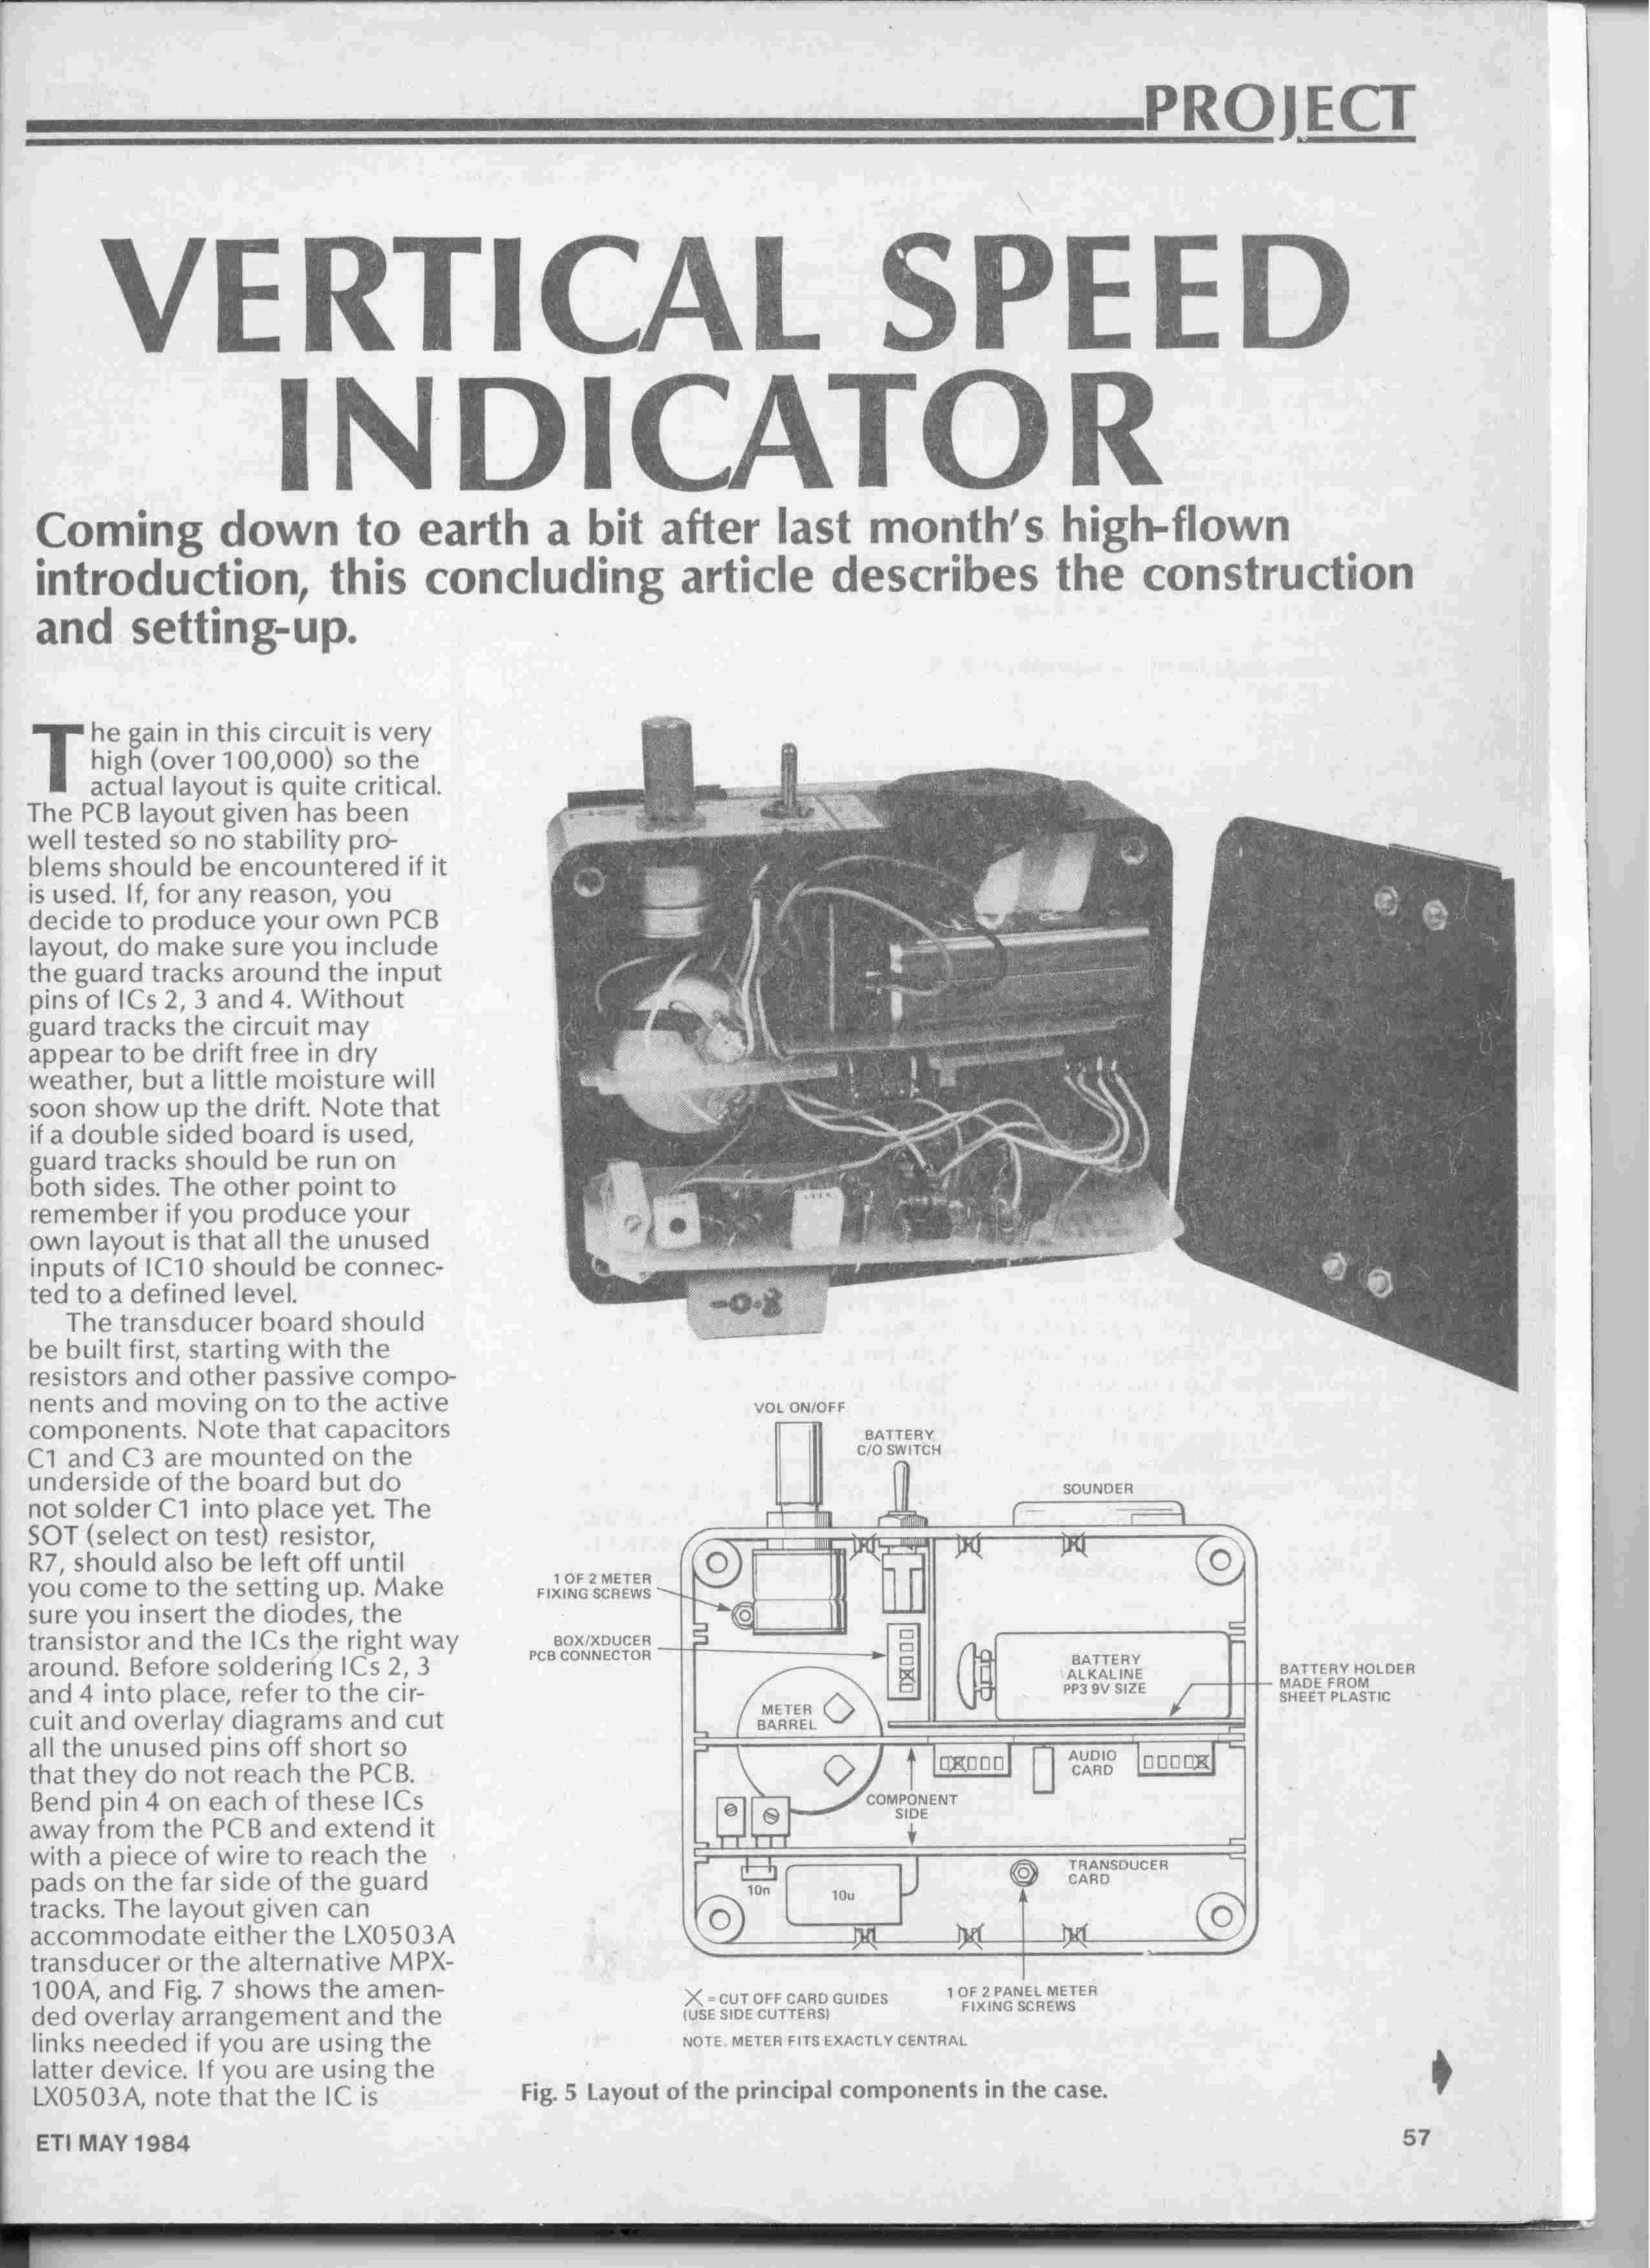 PROJECT
VERTICAL SPEED
INDICATOR
Coming down to earth a bit after last month's high-flown
introduction, this concluding article describes the construction
and setting-up.
The gain in this circuit is very
high (over 100,000) so the
actual layout is quite critical.
The PCB layout given has been
well tested so no stability pro-
blems should be encountered if it
is used. If, for any reason, you
decide to produce your own PCB
layout, do make sure you include
the guard tracks around the input
pins of ICs 2, 3 and 4. Without
guard tracks the circuit may
appear to be drift free in dry
weather, but a little moisture will
soon show up the drift. Note that
if a double sided board is used,
guard tracks should be run on
both sides. The other point to
remember if you produce your
own layout is that all the unused
inputs of IC10 should be connec-
ted to a defined level.
The transducer board should
be built first, starting with the
resistors and other passive compo-
nents and moving on to the active
components. Note that capacitors
C1 and C3 are mounted on the
underside of the board but do
not solder C1 into place yet. The
SOT (select on test) resistor,
R7, should also be left off until
you come to the setting up. Make
sure you insert the diodes, the
transistor and the ICs the right way
around. Before soldering ICs 2, 3
and 4 into place, refer to the cir-
cuit and overlay diagrams and cut
all the unused pins off short so
that they do not reach the PCB.
Bend pin 4 on each of these ICs
away from the PCB and extend it
with a piece of wire to reach the
pads on the far side of the guard
tracks. The layout given can
accommodate either the LX0503A
transducer or the alternative MPX-
100A, and Fig. 7 shows the amen-
ded overlay arrangement and the
links needed if you are using the
latter device. If you are using the
LX0503A, note that the IC is
VOL ON/OFF
BATTERY
C/O SWITCH
SOUNDER
1 OF 2 METER
FIXING SCREWS
BOX/XDUCER
PCB CONNECTOR
BATTERY
ALKALINE
PP3 9V SIZE
BATTERY HOLDER
MADE FROM
SHEET PLASTIC
METER
BARREL
AUDIO
CARD
COMPONENT
SIDE
TRANSDUCER
CARD
10n
10u
X = CUT OFF CARD GUIDES
(USE SIDE CUTTERS)
1 OF 2 PANEL METER
FIXING SCREWS
NOTE. METER FITS EXACTLY CENTRAL
Fig. 5 Layout of the principal components in the case.
ETI MAY 1984
57